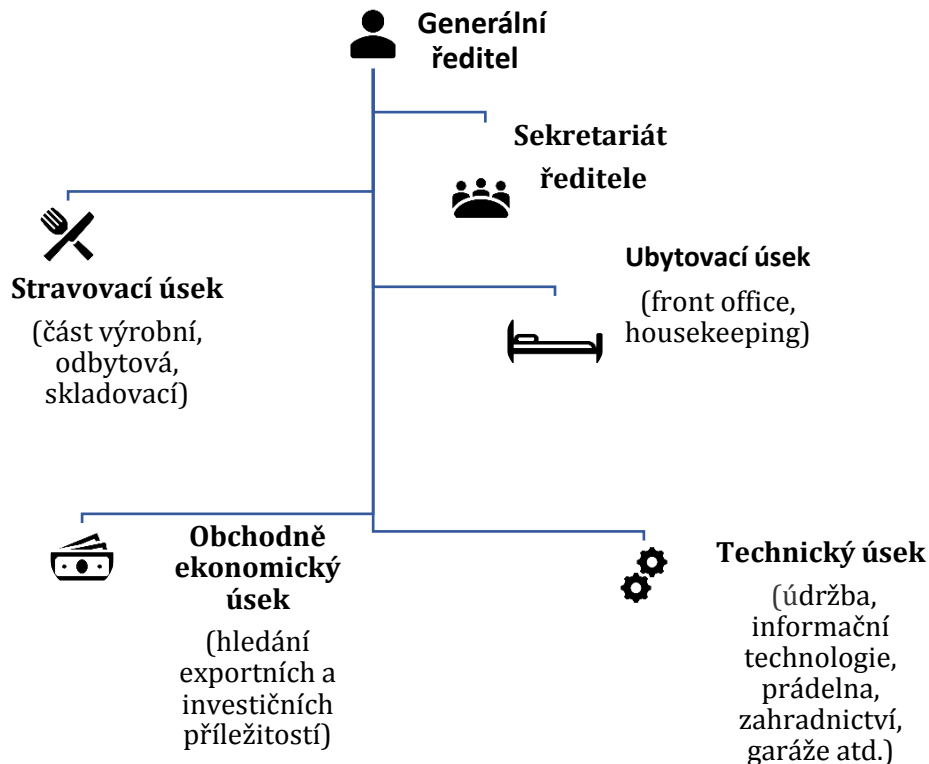 Generální
ředitel
Sekretariát
ředitele
Stravovací úsek
(část výrobní,
odbytová,
skladovací)
Ubytovací úsek
(front office,
housekeeping)
Obchodně
ekonomický
úsek
(hledání
exportních a
investičních
příležitostí)
Technický úsek
(údržba,
informační
technologie,
prádelna,
zahradnictví,
garáže atd.)